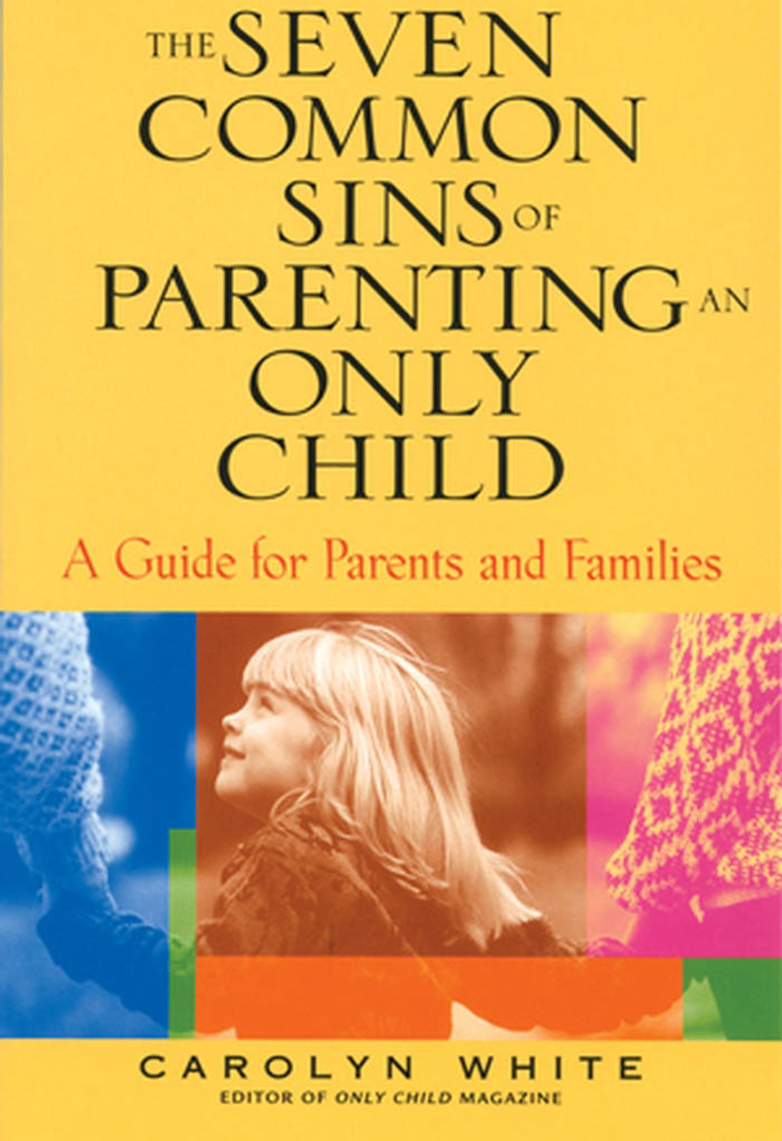 THE SEVEN
COMMON
SINS OF
PARENTING AN
ONLY
CHILD
A Guide for Parents and Families
CAROLYN WHITE
EDITOR OF ONLY CHILD MAGAZINE